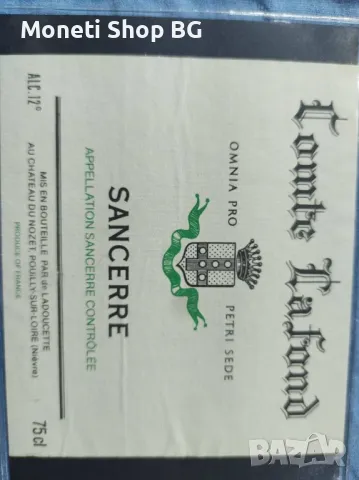 Moneti Shop BG
Comte Lafond
OMNIA PRO PETRI SEDE
SANCERRE
APPELLATION SANCERRE CONTRÔLÉE
ALC. 12°
MIS EN BOUTEILLE PAR de LADOUCETTE
AU CHATEAU DU NOZET, POUILLY-SUR-LOIRE (Nièvre)
PRODUCE OF FRANCE
75 cl
bazar